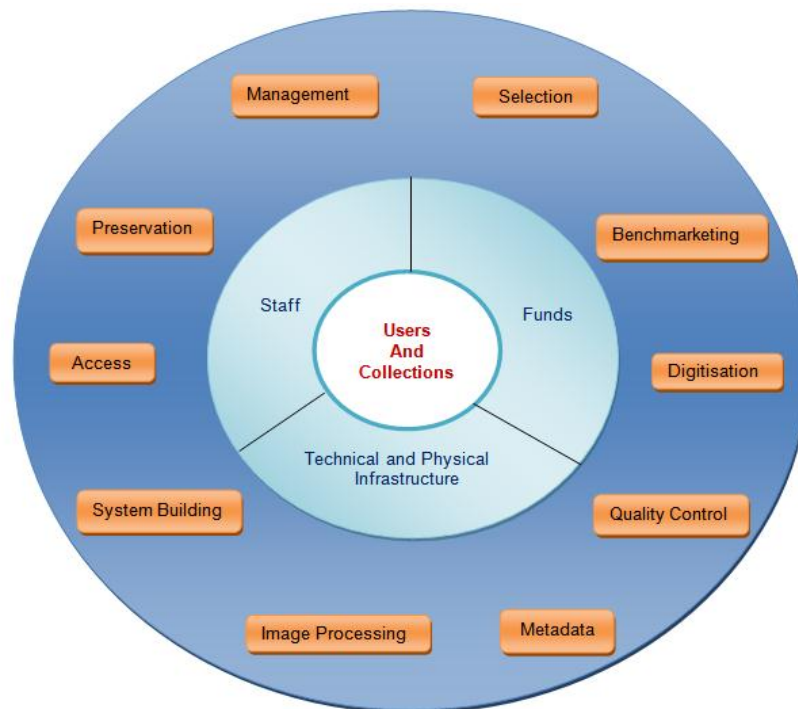 Management
Selection
Preservation
Benchmarketing
Staff
Funds
Users
And
Collections
Access
Digitisation
Technical and Physical
Infrastructure
System Building
Quality Control
Image Processing
Metadata